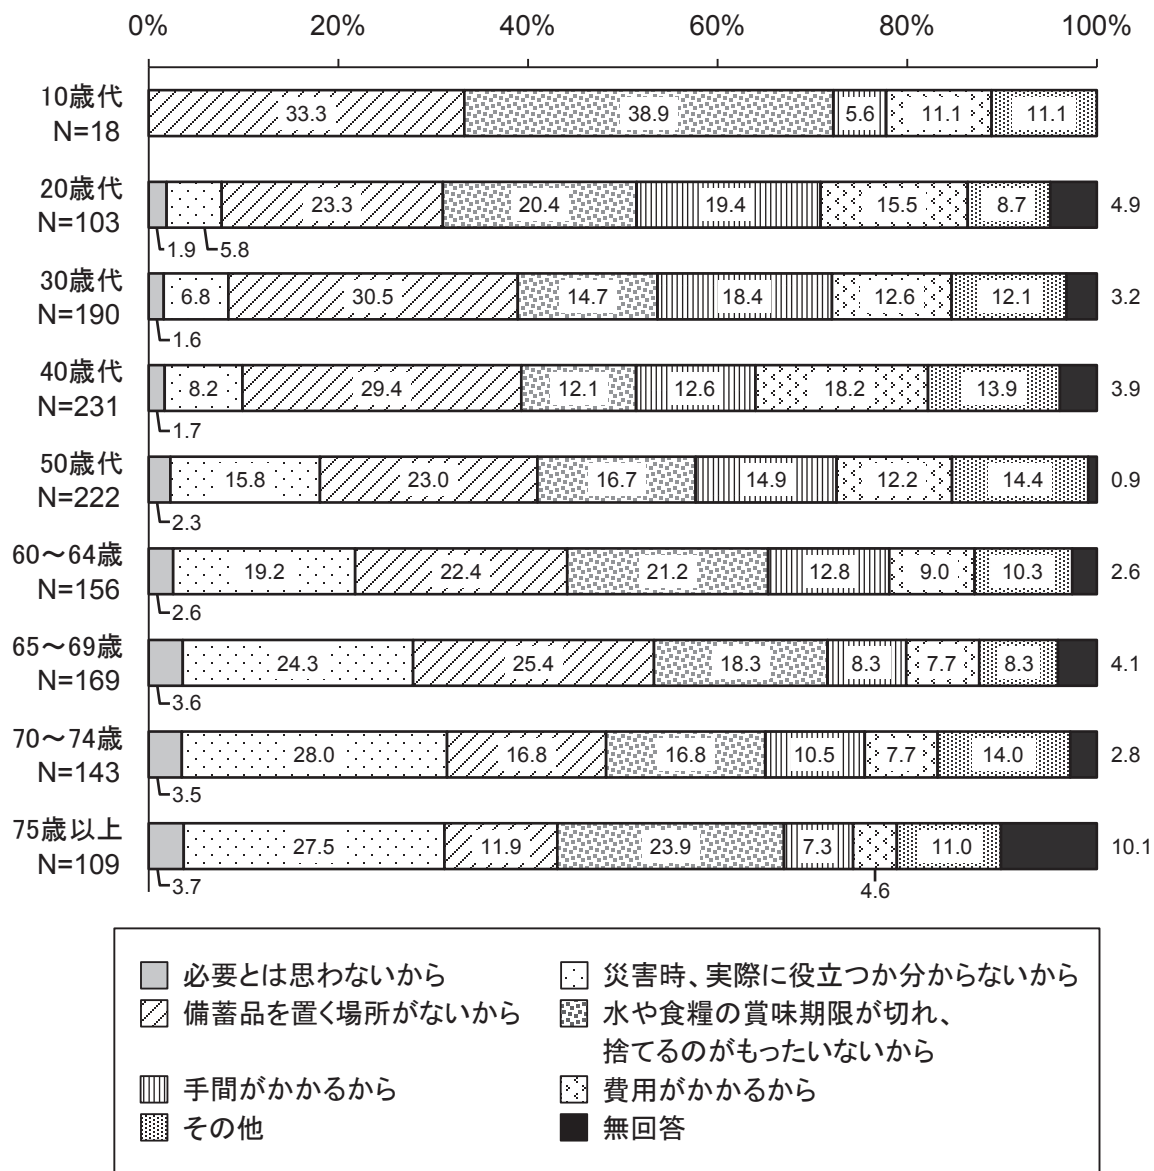 0% 20% 40% 60% 80% 100%
10歳代
N=18
33.3 38.9 5.6 11.1 11.1
20歳代
N=103
23.3 20.4 19.4 15.5 8.7 4.9
1.9 5.8
30歳代
N=190
6.8 30.5 14.7 18.4 12.6 12.1 3.2
1.6
40歳代
N=231
8.2 29.4 12.1 12.6 18.2 13.9 3.9
1.7
50歳代
N=222
15.8 23.0 16.7 14.9 12.2 14.4 0.9
2.3
60～64歳
N=156
19.2 22.4 21.2 12.8 9.0 10.3 2.6
2.6
65～69歳
N=169
24.3 25.4 18.3 8.3 7.7 8.3 4.1
3.6
70～74歳
N=143
28.0 16.8 16.8 10.5 7.7 14.0 2.8
3.5
75歳以上
N=109
27.5 11.9 23.9 7.3 11.0 10.1
3.7 4.6
必要とは思わないから
災害時、実際に役立つか分からないから
備蓄品を置く場所がないから
水や食糧の賞味期限が切れ、
捨てるのがもったいないから
手間がかかるから
費用がかかるから
その他
無回答